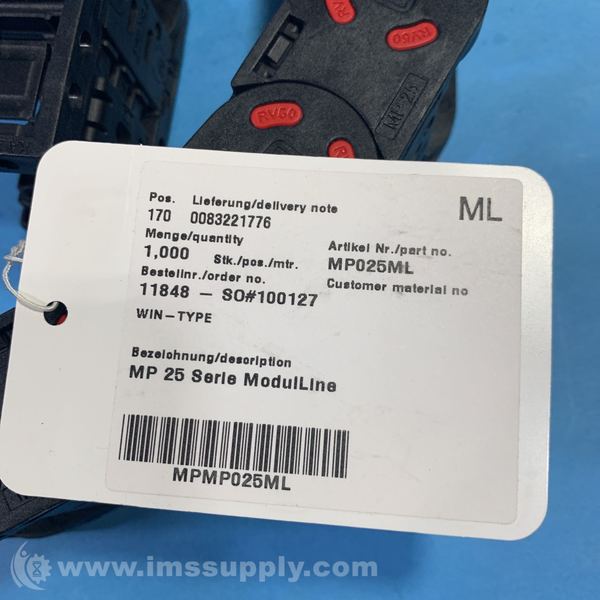 RV50
RV50
MP 25
RV50
ML
Pos. Lieferung/delivery note
170 0083221776
Menge/quantity
1,000 Stk./pos./mtr.
Artikel Nr./part no.
MP025ML
Bestellnr./order no.
Customer material no
11848 – SO#100127
WIN–TYPE
Bezeichnung/description
MP 25 Serie ModulLine
MPMP025ML
www.imssupply.com